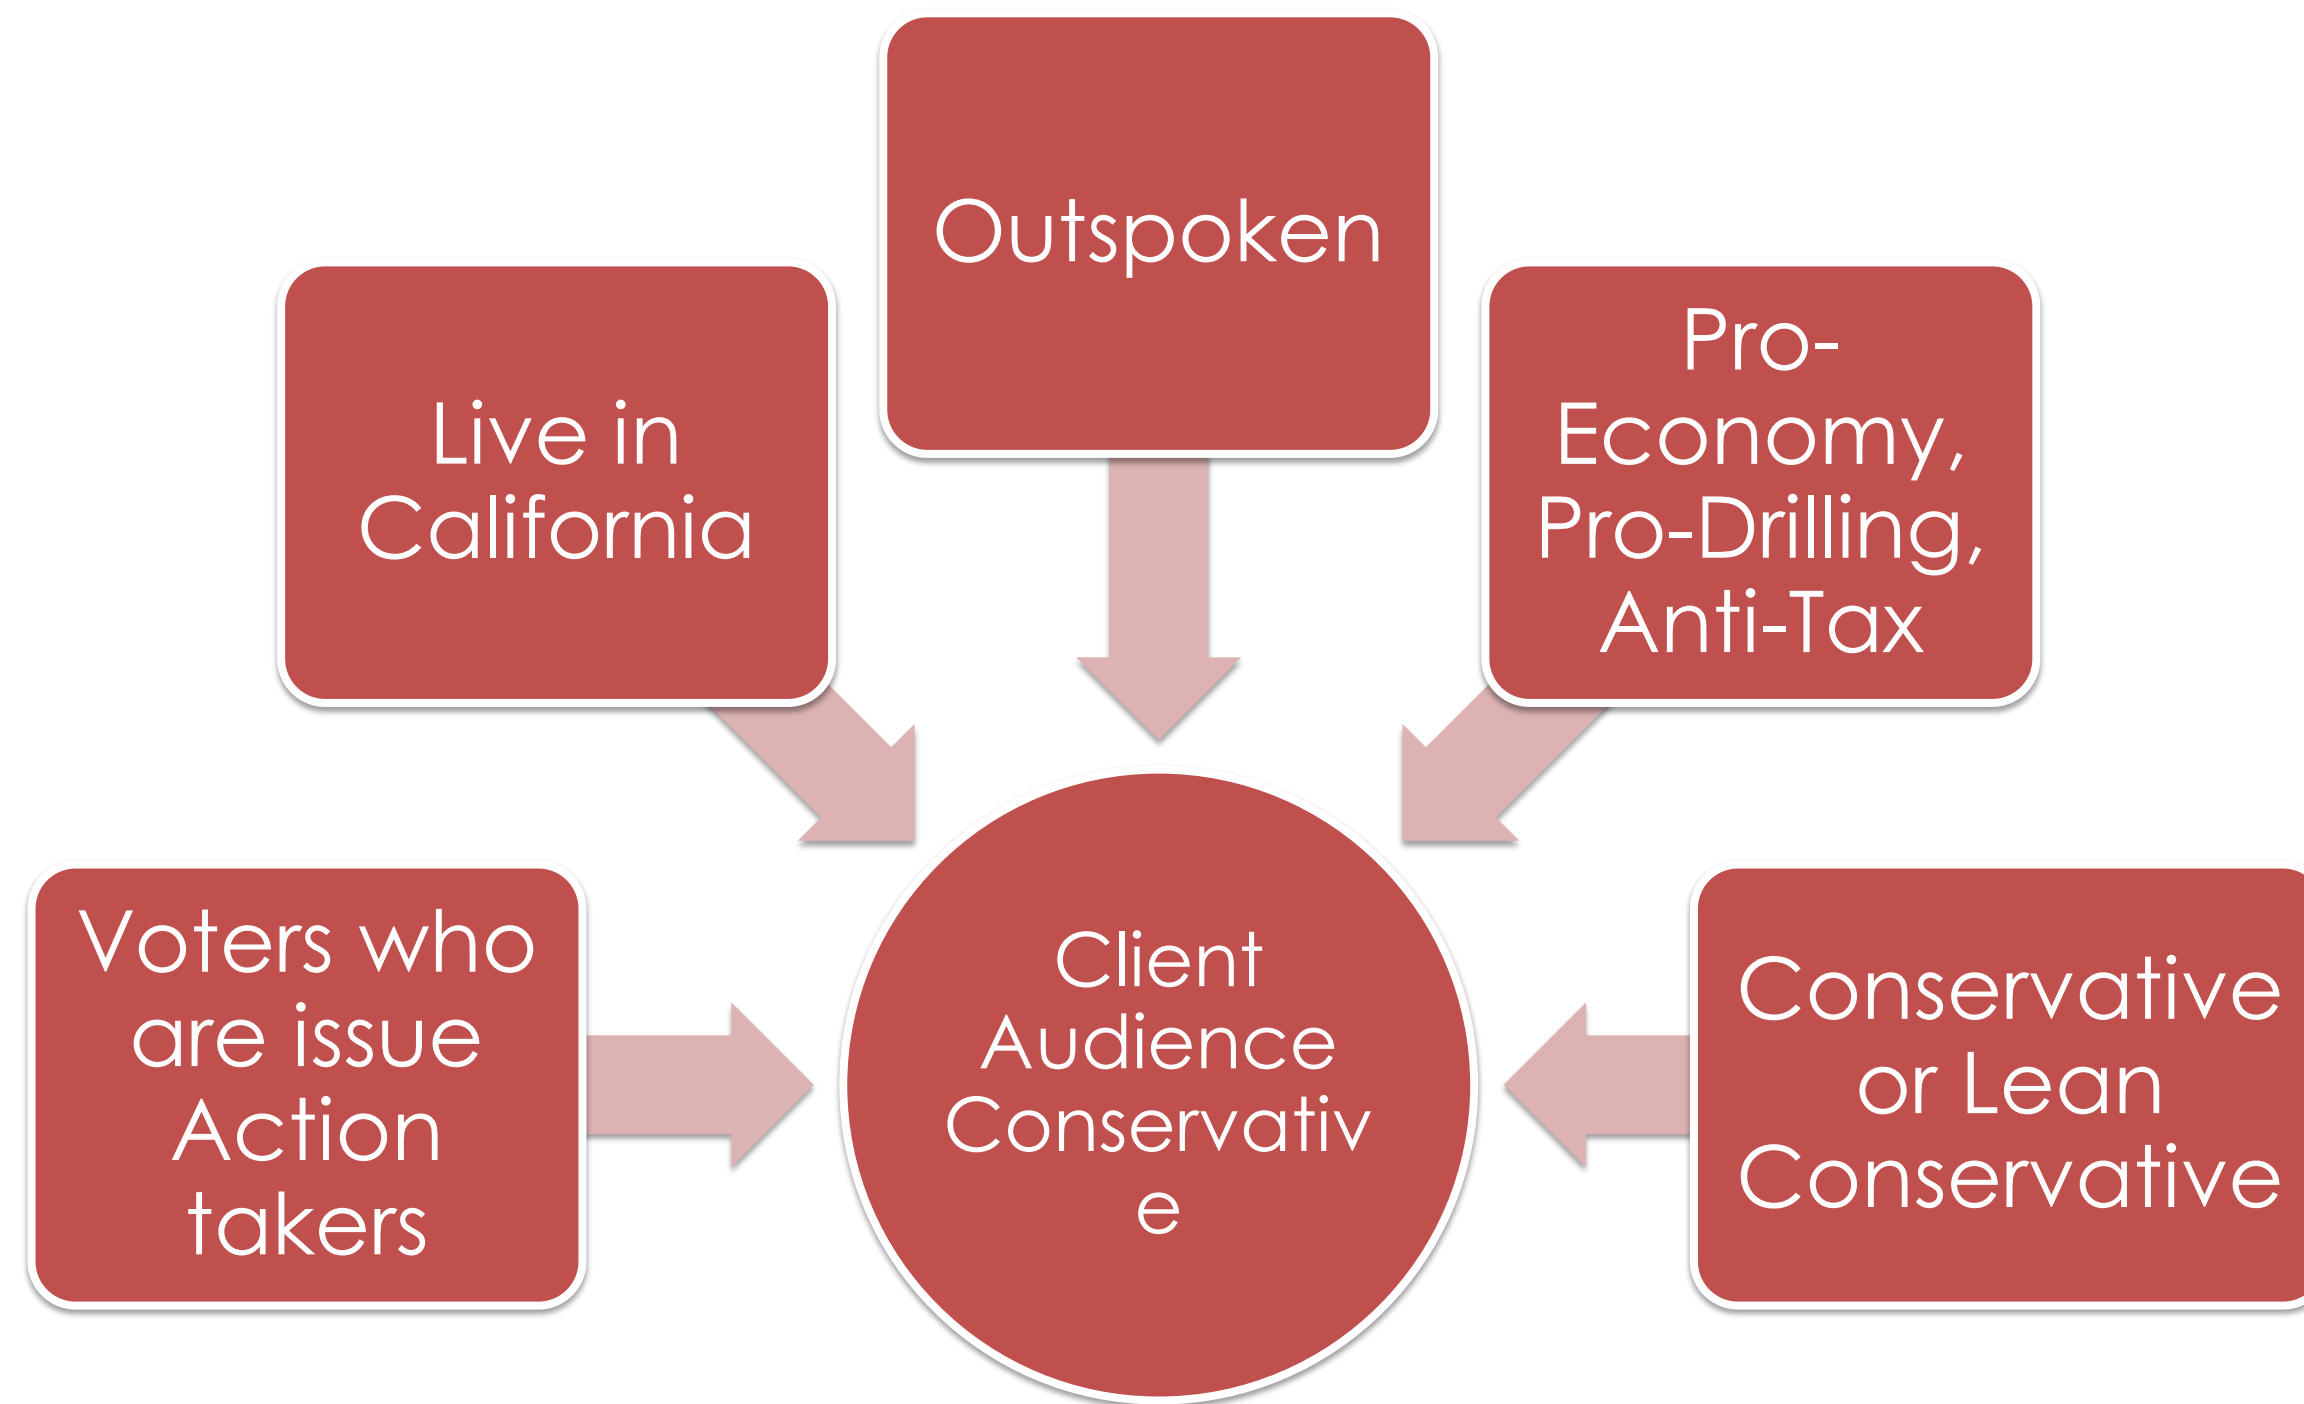 Outspoken
Live in
California
Pro-
Economy,
Pro-Drilling,
Anti-Tax
Voters who
are issue
Action
takers
Client
Audience
Conservativ
e
Conservative
or Lean
Conservative